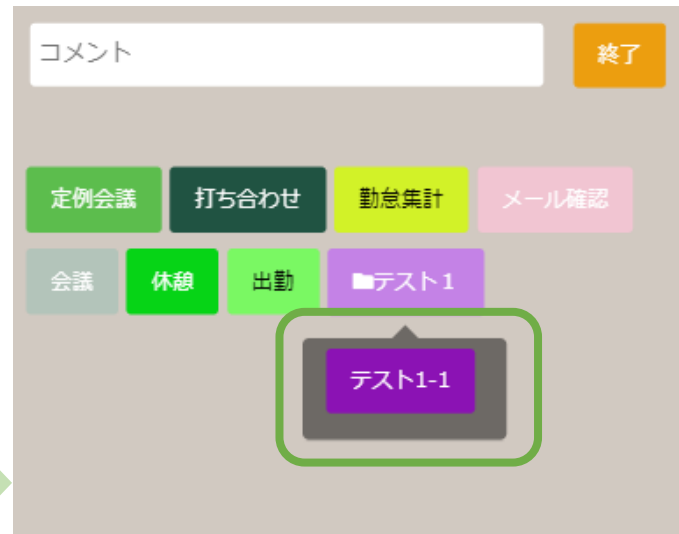 コメント 終了
定例会議 打ち合わせ 勤怠集計 メール確認
会議 休憩 出勤 テスト1
テスト1-1